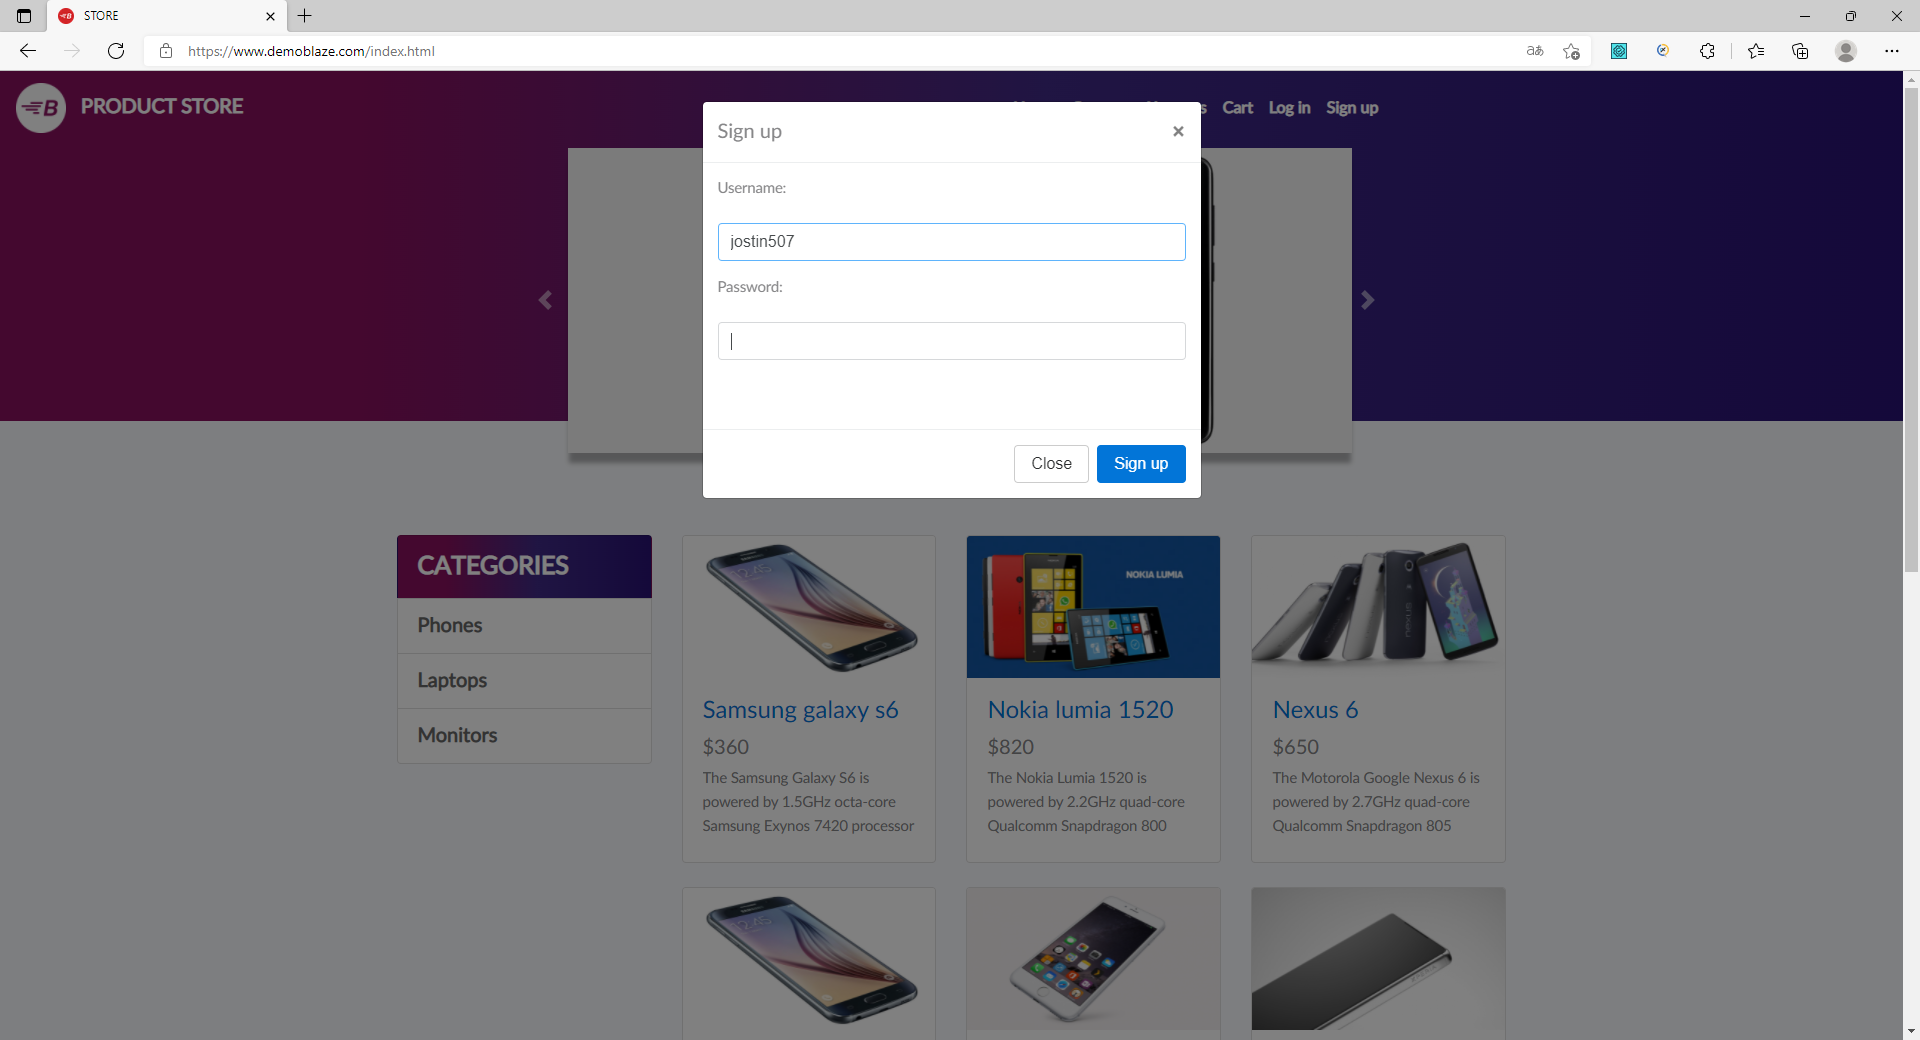 STORE
https://www.demoblaze.com/index.html
PRODUCT STORE
Cart
Log in
Sign up
Sign up
×
Username:
jostin507
Password:
Close
Sign up
CATEGORIES
Phones
Laptops
Monitors
Samsung galaxy s6
$360
The Samsung Galaxy S6 is
powered by 1.5GHz octa-core
Samsung Exynos 7420 processor
NOKIA LUMIA
Nokia lumia 1520
$820
The Nokia Lumia 1520 is
powered by 2.2GHz quad-core
Qualcomm Snapdragon 800
Nexus 6
$650
The Motorola Google Nexus 6 is
powered by 2.7GHz quad-core
Qualcomm Snapdragon 805